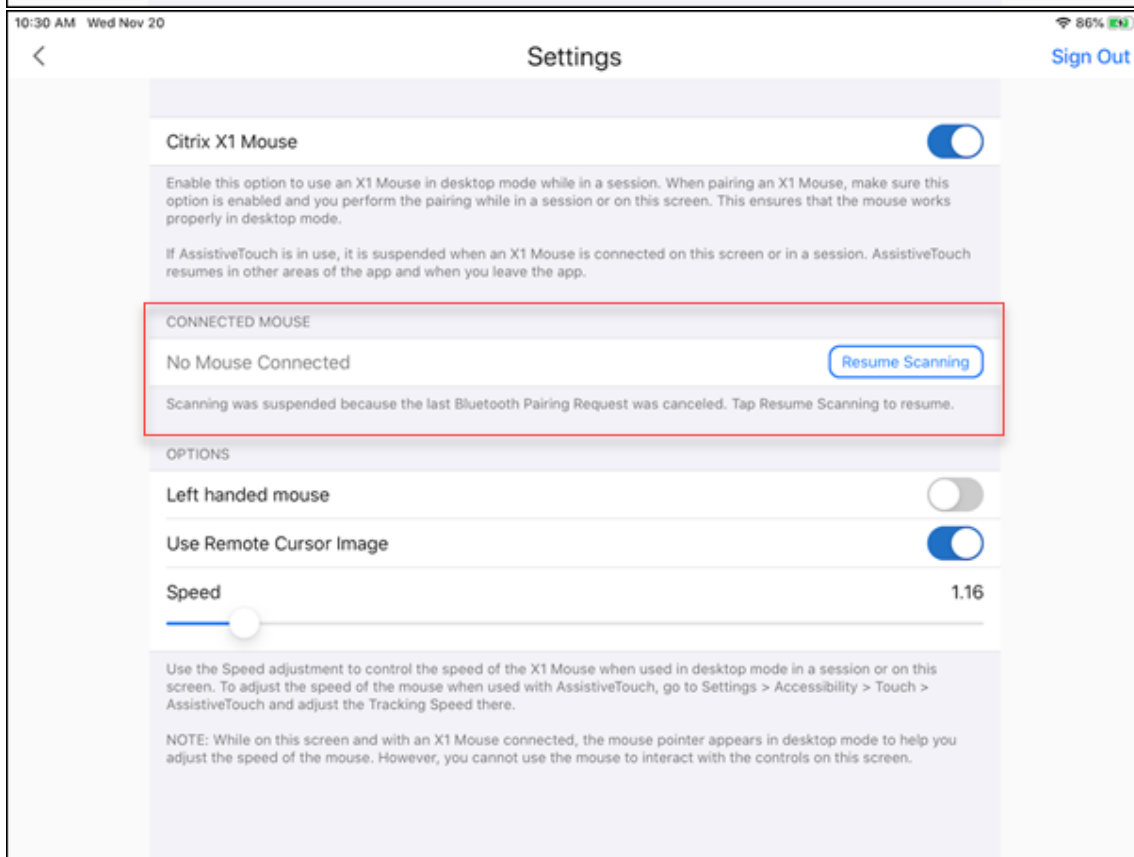 10:30 AM Wed Nov 20
86%
Settings
Sign Out
Citrix X1 Mouse
Enable this option to use an X1 Mouse in desktop mode while in a session. When pairing an X1 Mouse, make sure this
option is enabled and you perform the pairing while in a session or on this screen. This ensures that the mouse works
properly in desktop mode.
If AssistiveTouch is in use, it is suspended when an X1 Mouse is connected on this screen or in a session. AssistiveTouch
resumes in other areas of the app and when you leave the app.
CONNECTED MOUSE
No Mouse Connected
Resume Scanning
Scanning was suspended because the last Bluetooth Pairing Request was canceled. Tap Resume Scanning to resume.
OPTIONS
Left handed mouse
Use Remote Cursor Image
Speed
1.16
Use the Speed adjustment to control the speed of the X1 Mouse when used in desktop mode in a session or on this
screen. To adjust the speed of the mouse when used with AssistiveTouch, go to Settings > Accessibility > Touch >
AssistiveTouch and adjust the Tracking Speed there.
NOTE: While on this screen and with an X1 Mouse connected, the mouse pointer appears in desktop mode to help you
adjust the speed of the mouse. However, you cannot use the mouse to interact with the controls on this screen.